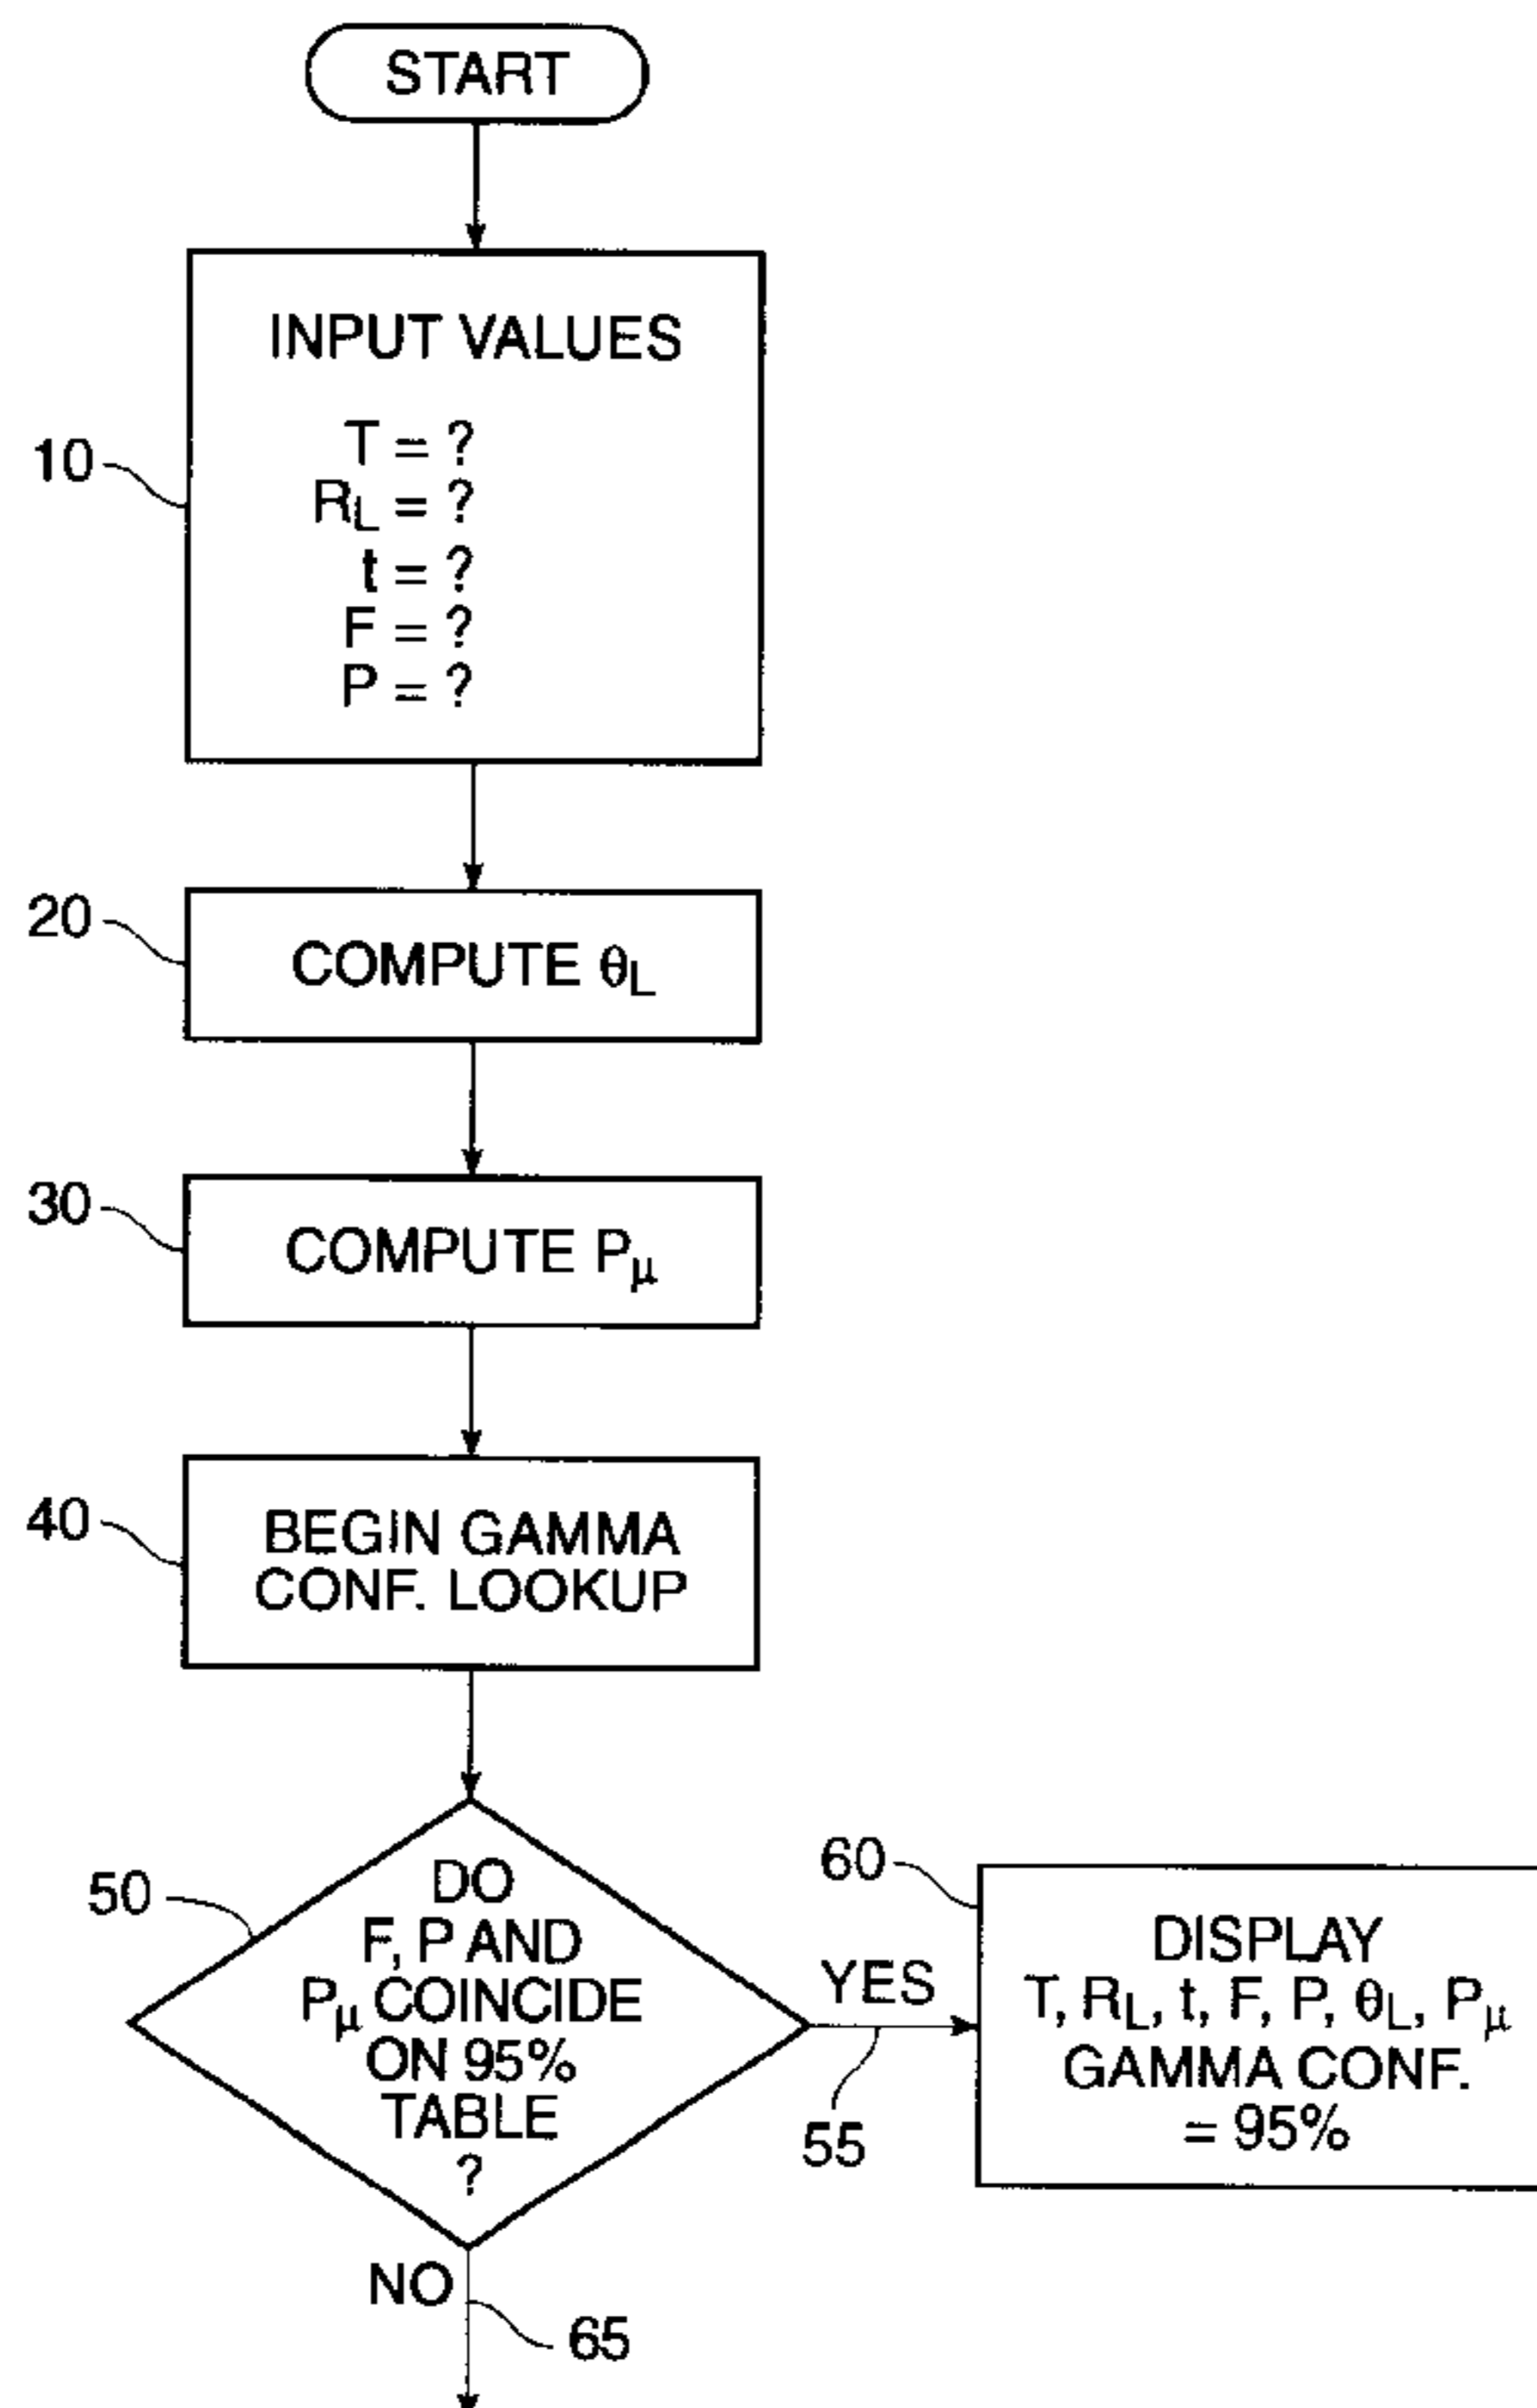 START
INPUT VALUES
T = ?
RL = ?
t = ?
F = ?
P = ?
10
20
COMPUTE θL
30
COMPUTE Pμ
40
BEGIN GAMMA
CONF. LOOKUP
50
DO
F, P AND
Pμ COINCIDE
ON 95%
TABLE
?
YES
55
60
DISPLAY
T, RL, t, F, P, θL, Pμ
GAMMA CONF.
= 95%
NO
65